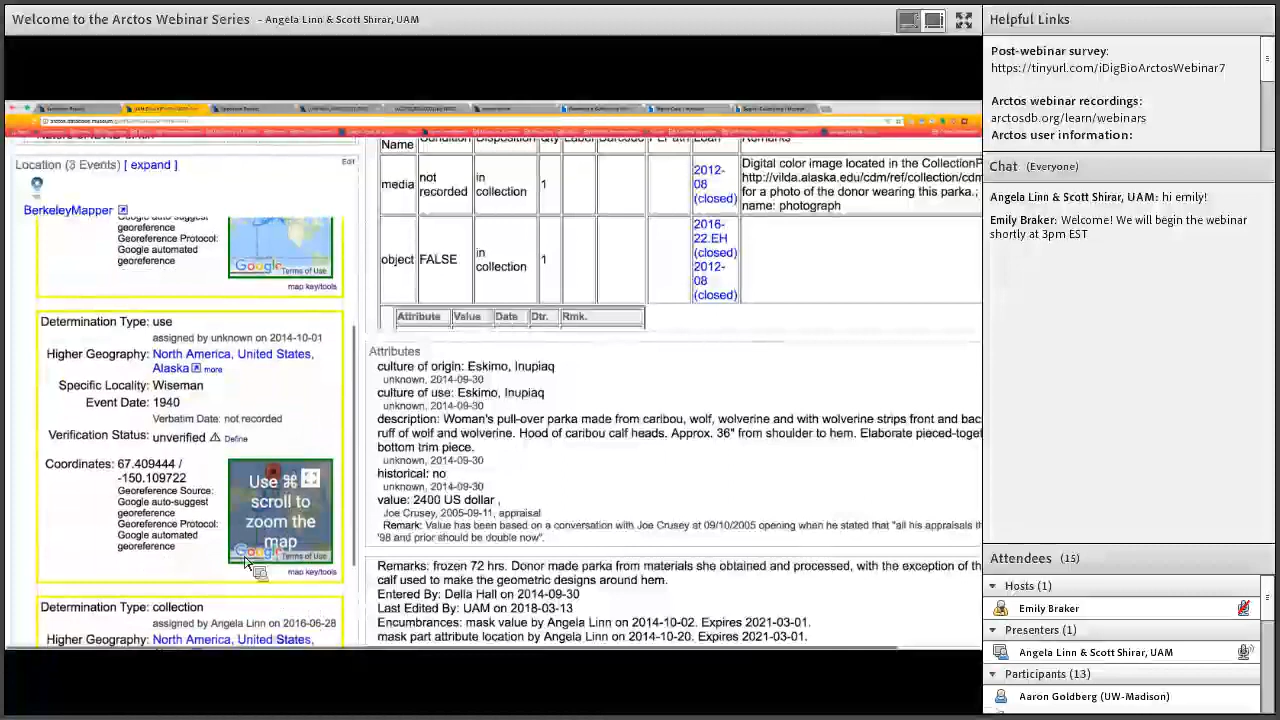 Welcome to the Arctos Webinar Series - Angela Linn & Scott Shirar, UAM
Location (3 Events) [ expand ]
Edit
BerkeleyMapper
Google auto-suggest
georeference
Georeference Protocol:
Google automated
georeference
Google
Terms of Use
map key/tools
Determination Type: use
assigned by unknown on 2014-10-01
Higher Geography: North America, United States,
Alaska more
Specific Locality: Wiseman
Event Date: 1940
Verbatim Date: not recorded
Verification Status: unverified Define
Coordinates: 67.409444 /
-150.109722
Georeference Source:
Google auto-suggest
georeference
Georeference Protocol:
Google automated
georeference
Use ⌘
scroll to
zoom the
map
Google
Terms of Use
map key/tools
Determination Type: collection
assigned by Angela Linn on 2016-06-28
Higher Geography: North America, United States,
Name Condition Disposition Qty Label Barcode PLPath Loan Remarks
media
not
recorded
in
collection
1
2012-
08
(closed)
Digital color image located in the CollectionP
http://vilda.alaska.edu/cdm/ref/collection/cdm
for a photo of the donor wearing this parka.;
name: photograph
object FALSE
in
collection
1
2016-
22.EH
(closed)
2012-
08
(closed)
Attribute Value Date Dtr. Rmk.
Attributes
culture of origin: Eskimo, Inupiaq
unknown, 2014-09-30
culture of use: Eskimo, Inupiaq
unknown, 2014-09-30
description: Woman's pull-over parka made from caribou, wolf, wolverine and with wolverine strips front and bac
ruff of wolf and wolverine. Hood of caribou calf heads. Approx. 36" from shoulder to hem. Elaborate pieced-toget
bottom trim piece.
unknown, 2014-09-30
historical: no
unknown, 2014-09-30
value: 2400 US dollar ,
Joe Crusey, 2005-09-11, appraisal
Remark: Value has been based on a conversation with Joe Crusey at 09/10/2005 opening when he stated that "all his appraisals t
'98 and prior should be double now".
Remarks: frozen 72 hrs. Donor made parka from materials she obtained and processed, with the exception of th
calf used to make the geometric designs around hem.
Entered By: Della Hall on 2014-09-30
Last Edited By: UAM on 2018-03-13
Encumbrances: mask value by Angela Linn on 2014-10-02. Expires 2021-03-01.
mask part attribute location by Angela Linn on 2014-10-20. Expires 2021-03-01.
Helpful Links
Post-webinar survey:
https://tinyurl.com/iDigBioArctosWebinar7
Arctos webinar recordings:
arctosdb.org/learn/webinars
Arctos user information:
Chat (Everyone)
Angela Linn & Scott Shirar, UAM: hi emily!
Emily Braker: Welcome! We will begin the webinar
shortly at 3pm EST
Attendees (15)
Hosts (1)
Emily Braker
Presenters (1)
Angela Linn & Scott Shirar, UAM
Participants (13)
Aaron Goldberg (UW-Madison)